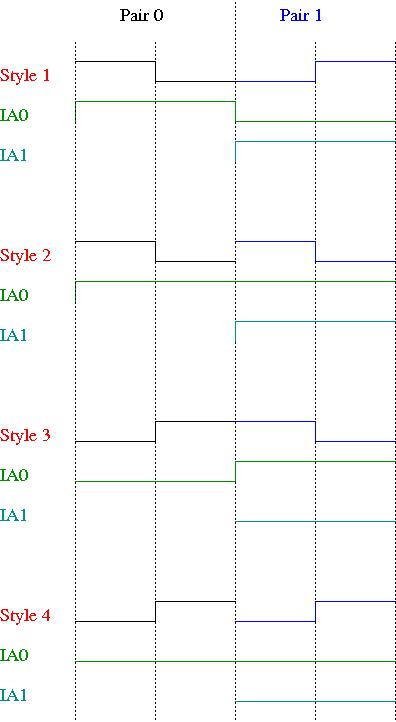 Pair 0 Pair 1
Style 1
IA0
IA1
Style 2
IA0
IA1
Style 3
IA0
IA1
Style 4
IA0
IA1